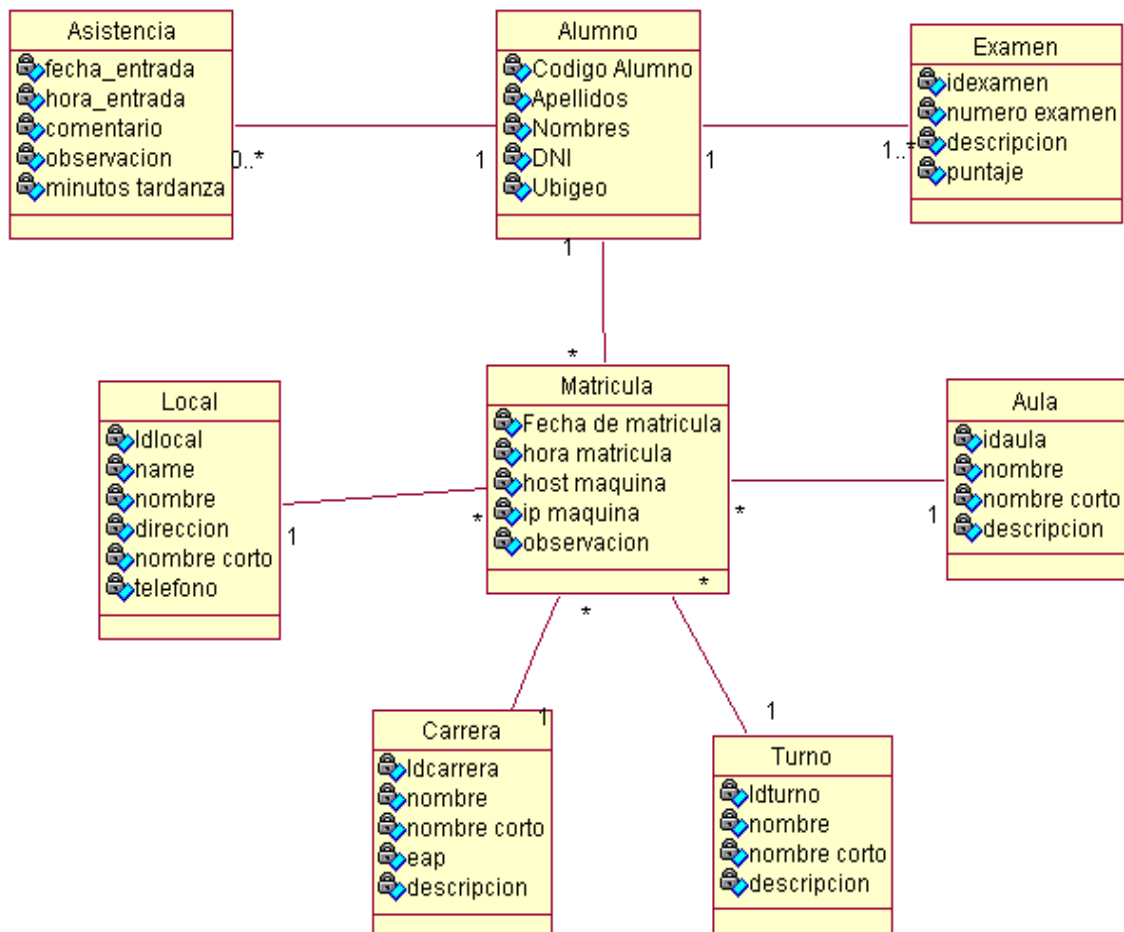 Asistencia
fecha_entrada
hora_entrada
comentario
observacion
minutos tardanza
0..*
1
Alumno
Codigo Alumno
Apellidos
Nombres
DNI
Ubigeo
1
1..*
Examen
idexamen
numero examen
descripcion
puntaje
1
*
Local
Idlocal
name
nombre
direccion
nombre corto
telefono
1
*
Matricula
Fecha de matricula
hora matricula
host maquina
ip maquina
observacion
*
1
Aula
idaula
nombre
nombre corto
descripcion
*
*
1
1
Carrera
Idcarrera
nombre
nombre corto
eap
descripcion
Turno
Idturno
nombre
nombre corto
descripcion